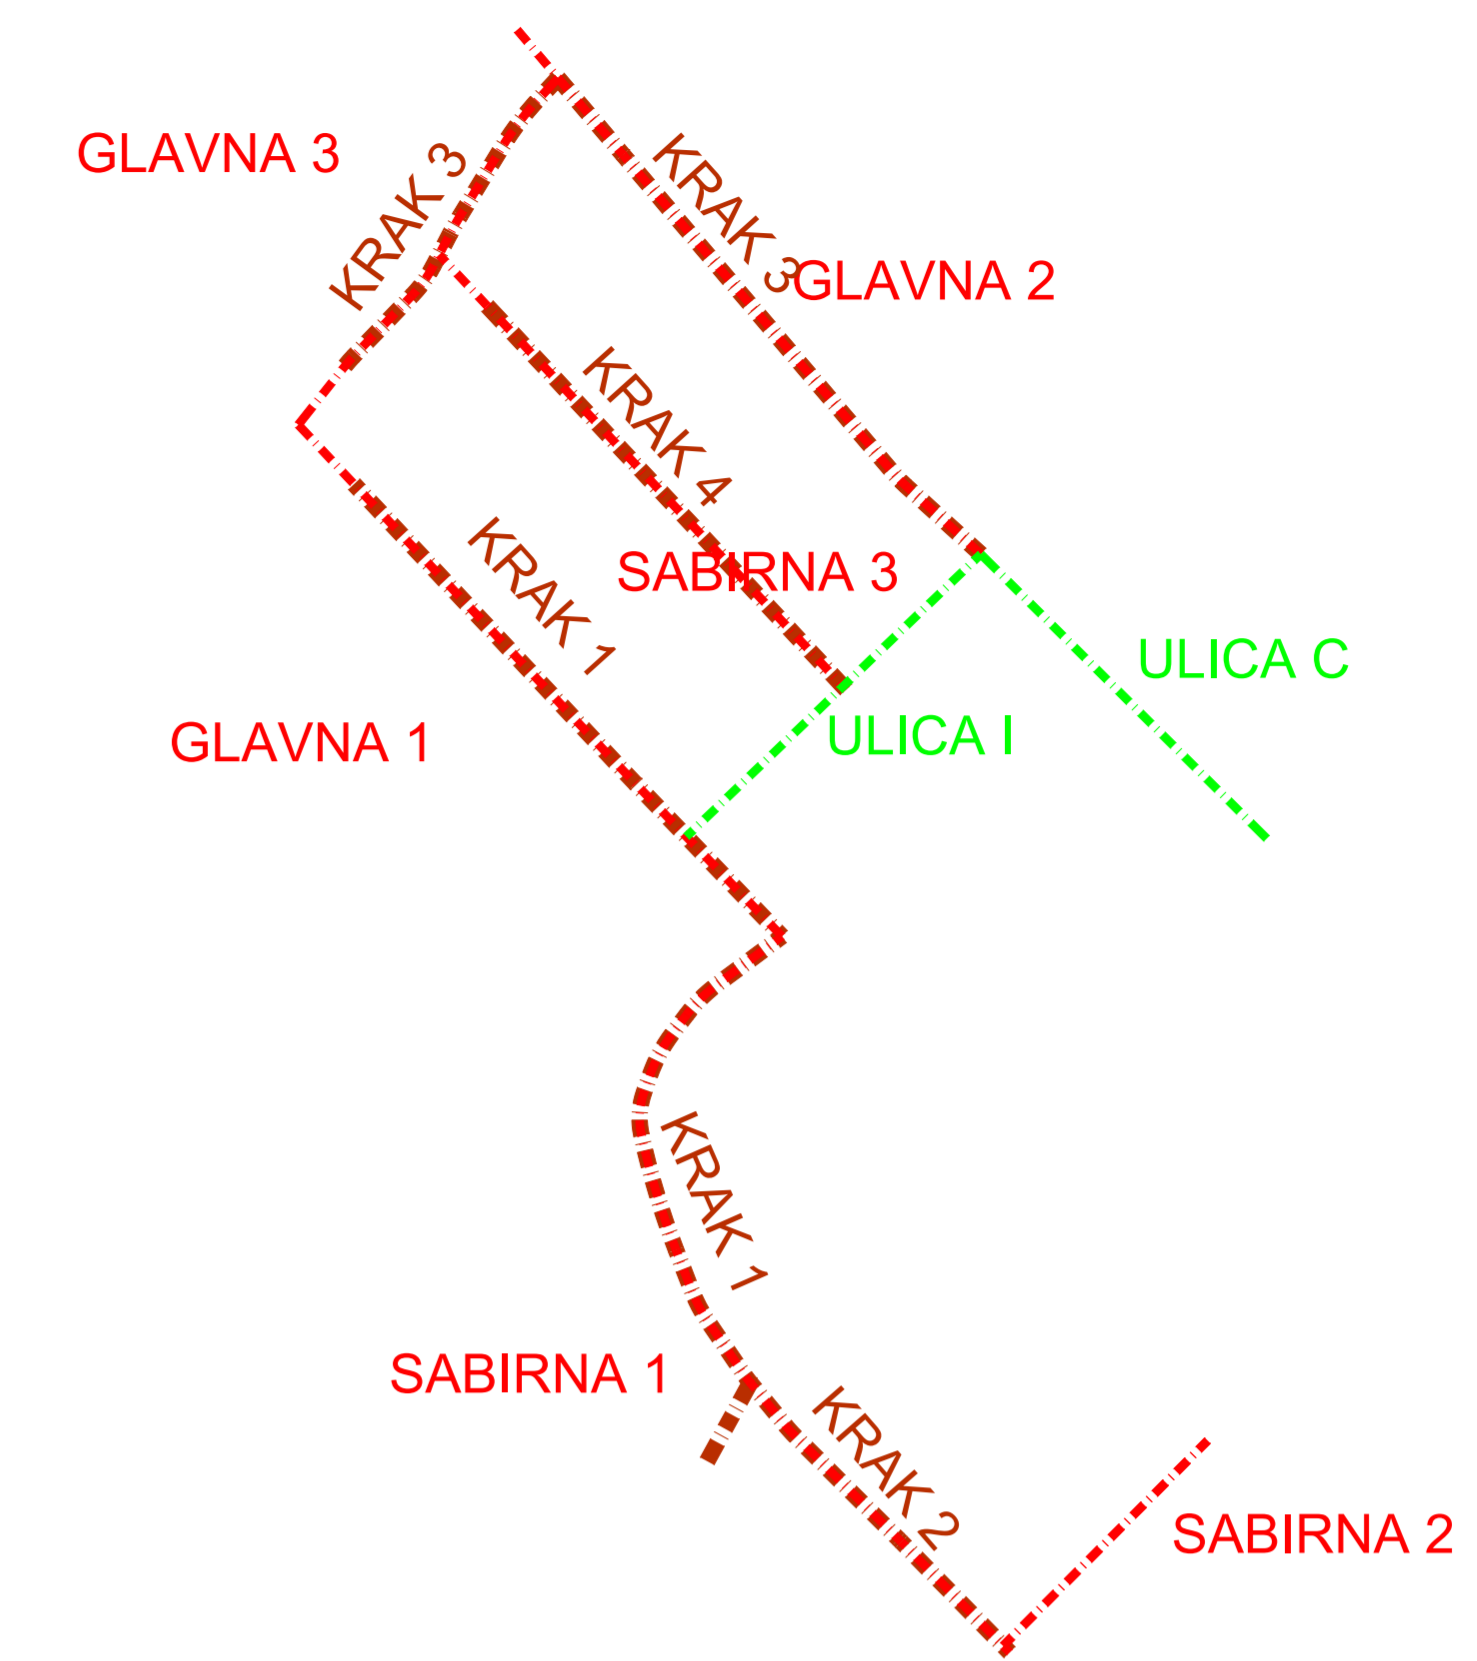 GLAVNA 3
KRAK 3
KRAK 3
GLAVNA 2
KRAK 4
KRAK 1
SABIRNA 3
ULICA C
GLAVNA 1
ULICA I
KRAK 1
SABIRNA 1
KRAK 2
SABIRNA 2